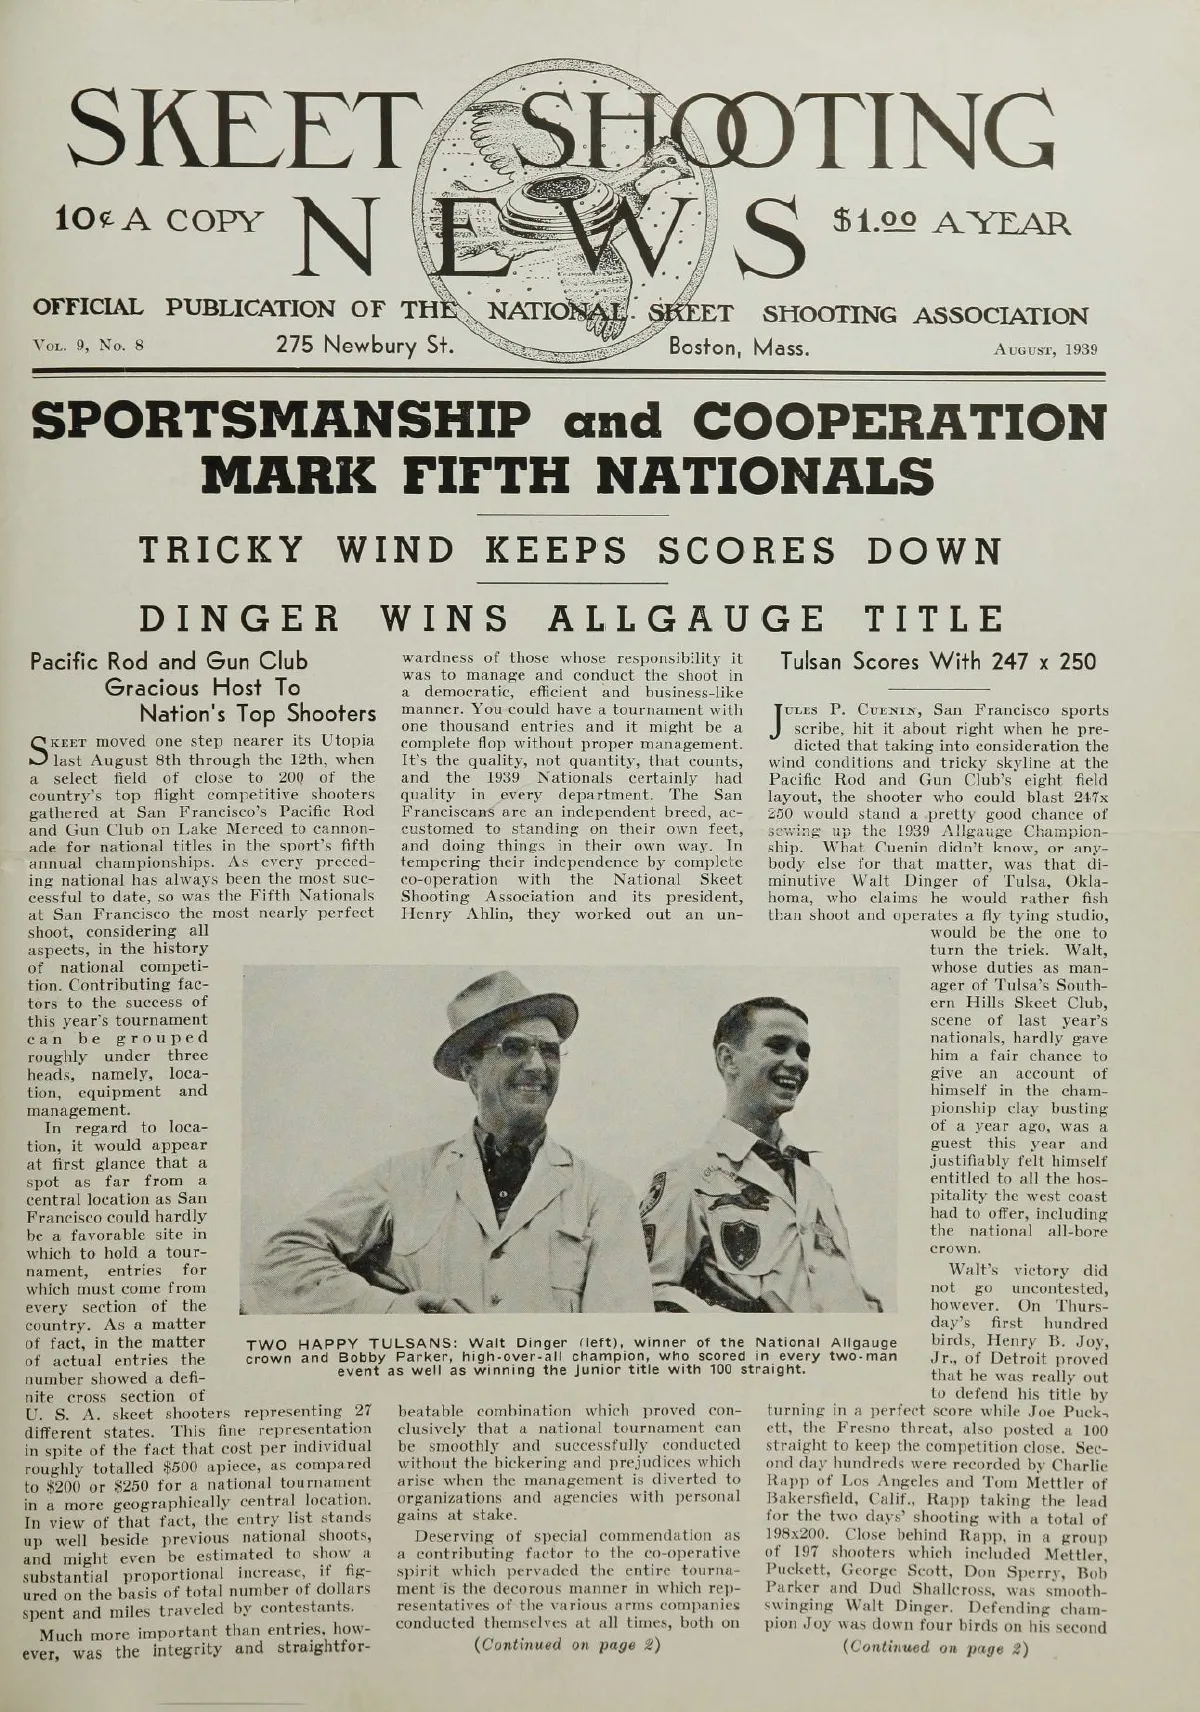 SKEET SHOOTING
NEWS
10¢ A COPY
$1.00 A YEAR
OFFICIAL PUBLICATION OF THE NATIONAL SKEET SHOOTING ASSOCIATION
VOL. 9, No. 8
275 Newbury St.
Boston, Mass.
AUGUST, 1939
SPORTSMANSHIP and COOPERATION
MARK FIFTH NATIONALS
TRICKY WIND KEEPS SCORES DOWN
DINGER WINS ALLGAUGE TITLE
Pacific Rod and Gun Club
Gracious Host To
Nation's Top Shooters
SKEET moved one step nearer its Utopia
last August 8th through the 12th, when
a select field of close to 200 of the
country's top flight competitive shooters
gathered at San Francisco's Pacific Rod
and Gun Club on Lake Merced to cannon-
ade for national titles in the sport's fifth
annual championships. As every preced-
ing national has always been the most suc-
cessful to date, so was the Fifth Nationals
at San Francisco the most nearly perfect
shoot, considering all
aspects, in the history
of national competi-
tion. Contributing fac-
tors to the success of
this year's tournament
can be grouped
roughly under three
heads, namely, loca-
tion, equipment and
management.
In regard to loca-
tion, it would appear
at first glance that a
spot as far from a
central location as San
Francisco could hardly
be a favorable site in
which to hold a tour-
nament, entries for
which must come from
every section of the
country. As a matter
of fact, in the matter
of actual entries the
number showed a defi-
nite cross section of
U. S. A. skeet shooters representing 27
different states. This fine representation
in spite of the fact that cost per individual
roughly totalled $500 apiece, as compared
to $200 or $250 for a national tournament
in a more geographically central location.
In view of that fact, the entry list stands
up well beside previous national shoots,
and might even be estimated to show a
substantial proportional increase, if fig-
ured on the basis of total number of dollars
spent and miles traveled by contestants.
Much more important than entries, how-
ever, was the integrity and straightfor-
wardness of those whose responsibility it
was to manage and conduct the shoot in
a democratic, efficient and business-like
manner. You could have a tournament with
one thousand entries and it might be a
complete flop without proper management.
It's the quality, not quantity, that counts,
and the 1939 Nationals certainly had
quality in every department. The San
Franciscans are an independent breed, ac-
customed to standing on their own feet,
and doing things in their own way. In
tempering their independence by complete
co-operation with the National Skeet
Shooting Association and its president,
Henry Ahlin, they worked out an un-
TWO HAPPY TULSANS: Walt Dinger (left), winner of the National Allgauge
crown and Bobby Parker, high-over-all champion, who scored in every two-man
event as well as winning the junior title with 100 straight.
beatable combination which proved con-
clusively that a national tournament can
be smoothly and successfully conducted
without the bickering and prejudices which
arise when the management is diverted to
organizations and agencies with personal
gains at stake.
Deserving of special commendation as
a contributing factor to the co-operative
spirit which pervaded the entire tourna-
ment is the decorous manner in which rep-
resentatives of the various arms companies
conducted themselves at all times, both on
(Continued on page 2)
Tulsan Scores With 247 x 250
JULES P. CUENIN, San Francisco sports
scribe, hit it about right when he pre-
dicted that taking into consideration the
wind conditions and tricky skyline at the
Pacific Rod and Gun Club's eight field
layout, the shooter who could blast 247x
250 would stand a pretty good chance of
sewing up the 1939 Allgauge Champion-
ship. What Cuenin didn't know, or any-
body else for that matter, was that di-
minutive Walt Dinger of Tulsa, Okla-
homa, who claims he would rather fish
than shoot and operates a fly tying studio,
would be the one to
turn the trick. Walt,
whose duties as man-
ager of Tulsa's South-
ern Hills Skeet Club,
scene of last year's
nationals, hardly gave
him a fair chance to
give an account of
himself in the cham-
pionship clay busting
of a year ago, was a
guest this year and
justifiably felt himself
entitled to all the hos-
pitality the west coast
had to offer, including
the national all-bore
crown.
Walt's victory did
not go uncontested,
however. On Thurs-
day's first hundred
birds, Henry B. Joy,
Jr., of Detroit proved
that he was really out
to defend his title by
turning in a perfect score while Joe Puck-
ett, the Fresno threat, also posted a 100
straight to keep the competition close. Sec-
ond day hundreds were recorded by Charlie
Rapp of Los Angeles and Tom Mettler of
Bakersfield, Calif., Rapp taking the lead
for the two days' shooting with a total of
198x200. Close behind Rapp, in a group
of 197 shooters which included Mettler,
Puckett, George Scott, Don Sperry, Bob
Parker and Dud Shallcross, was smooth-
swinging Walt Dinger. Defending cham-
pion Joy was down four birds on his second
(Continued on page 2)